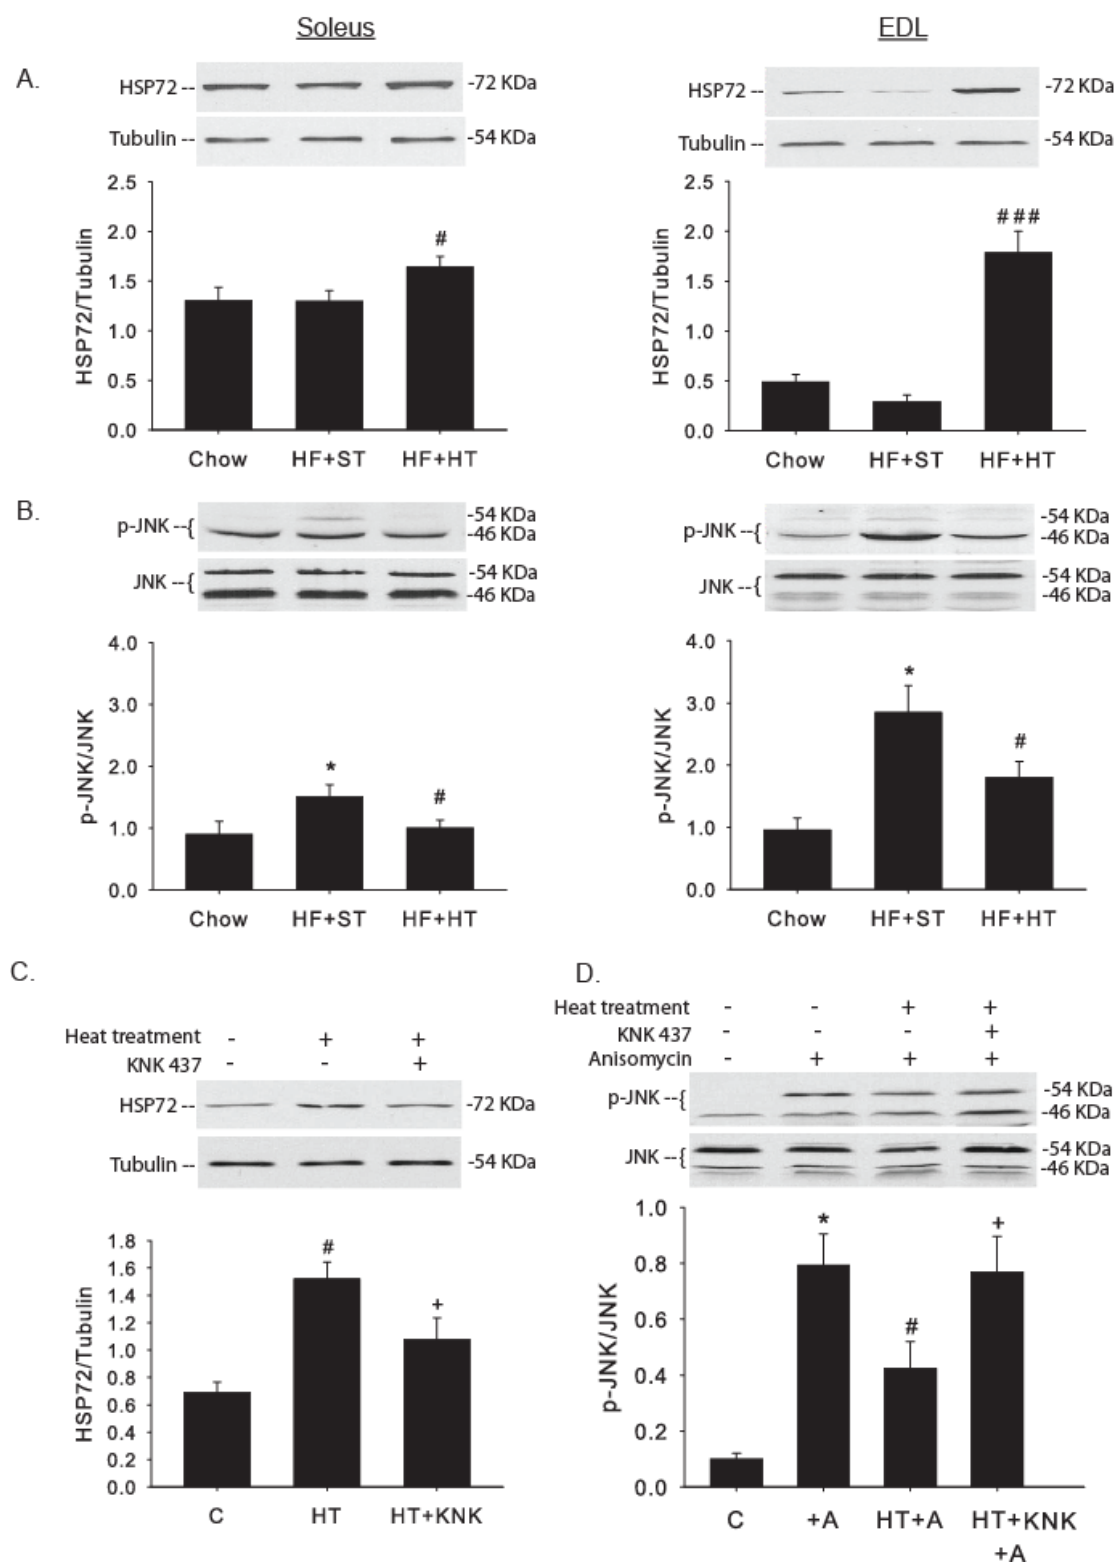 Soleus
EDL
A.
HSP72 --
-72 KDa
Tubulin --
-54 KDa
HSP72/Tubulin
2.5
2.0
1.5
1.0
0.5
0.0
#
Chow HF+ST HF+HT
HSP72 --
-72 KDa
Tubulin --
-54 KDa
HSP72/Tubulin
2.5
2.0
1.5
1.0
0.5
0.0
###
Chow HF+ST HF+HT
B.
p-JNK --{
-54 KDa
-46 KDa
JNK --{
-54 KDa
-46 KDa
p-JNK/JNK
4.0
3.0
2.0
1.0
0.0
*
#
Chow HF+ST HF+HT
p-JNK --{
-54 KDa
-46 KDa
JNK --{
-54 KDa
-46 KDa
p-JNK/JNK
4.0
3.0
2.0
1.0
0.0
*
#
Chow HF+ST HF+HT
C.
Heat treatment - + +
KNK 437 - - +
HSP72 --
-72 KDa
Tubulin --
-54 KDa
HSP72/Tubulin
1.8
1.6
1.4
1.2
1.0
0.8
0.6
0.4
0.2
0.0
#
+
C HT HT+KNK
D.
Heat treatment - - + +
KNK 437 - - - +
Anisomycin - + + +
p-JNK --{
-54 KDa
-46 KDa
JNK --{
-54 KDa
-46 KDa
p-JNK/JNK
1.0
0.8
0.6
0.4
0.2
0.0
*
#
+
C +A HT+A HT+KNK
+A